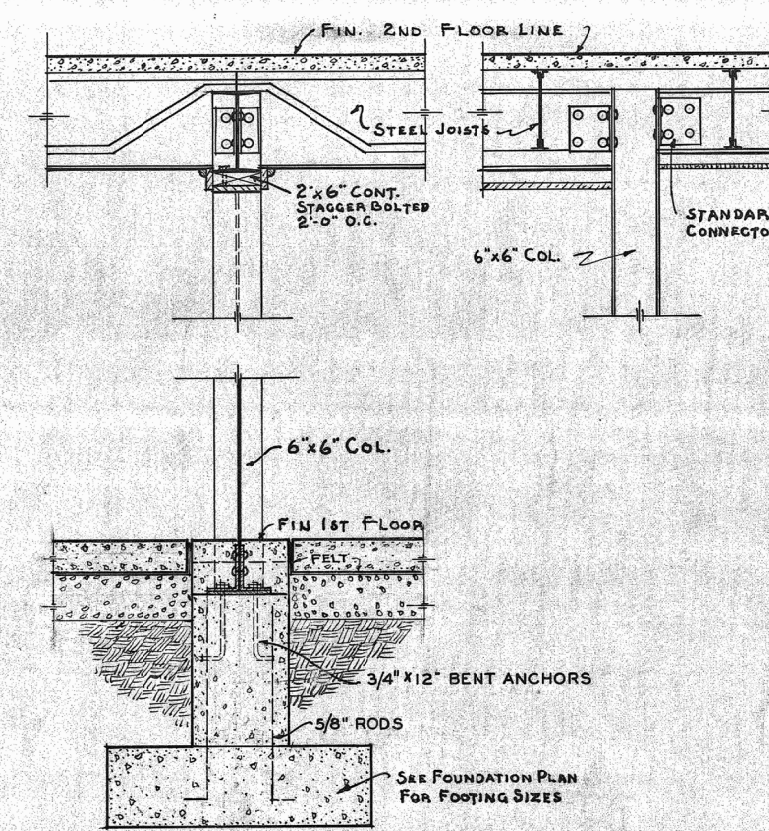 FIN. 2ND FLOOR LINE
STEEL JOISTS
2"x6" CONT.
STAGGER BOLTED
2'-0" O.C.
STANDAR
CONNECTO
6"x6" COL.
6"x6" COL.
FIN 1ST FLOOR
FELT
3/4" x 12" BENT ANCHORS
5/8" RODS
SEE FOUNDATION PLAN
FOR FOOTING SIZES